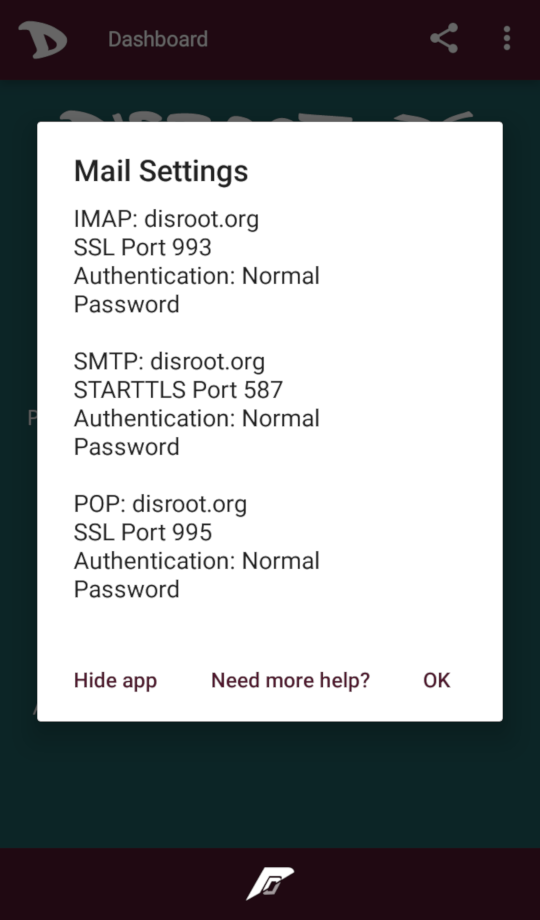 Dashboard
Mail Settings
IMAP: disroot.org
SSL Port 993
Authentication: Normal
Password
SMTP: disroot.org
STARTTLS Port 587
Authentication: Normal
Password
POP: disroot.org
SSL Port 995
Authentication: Normal
Password
Hide app
Need more help?
OK